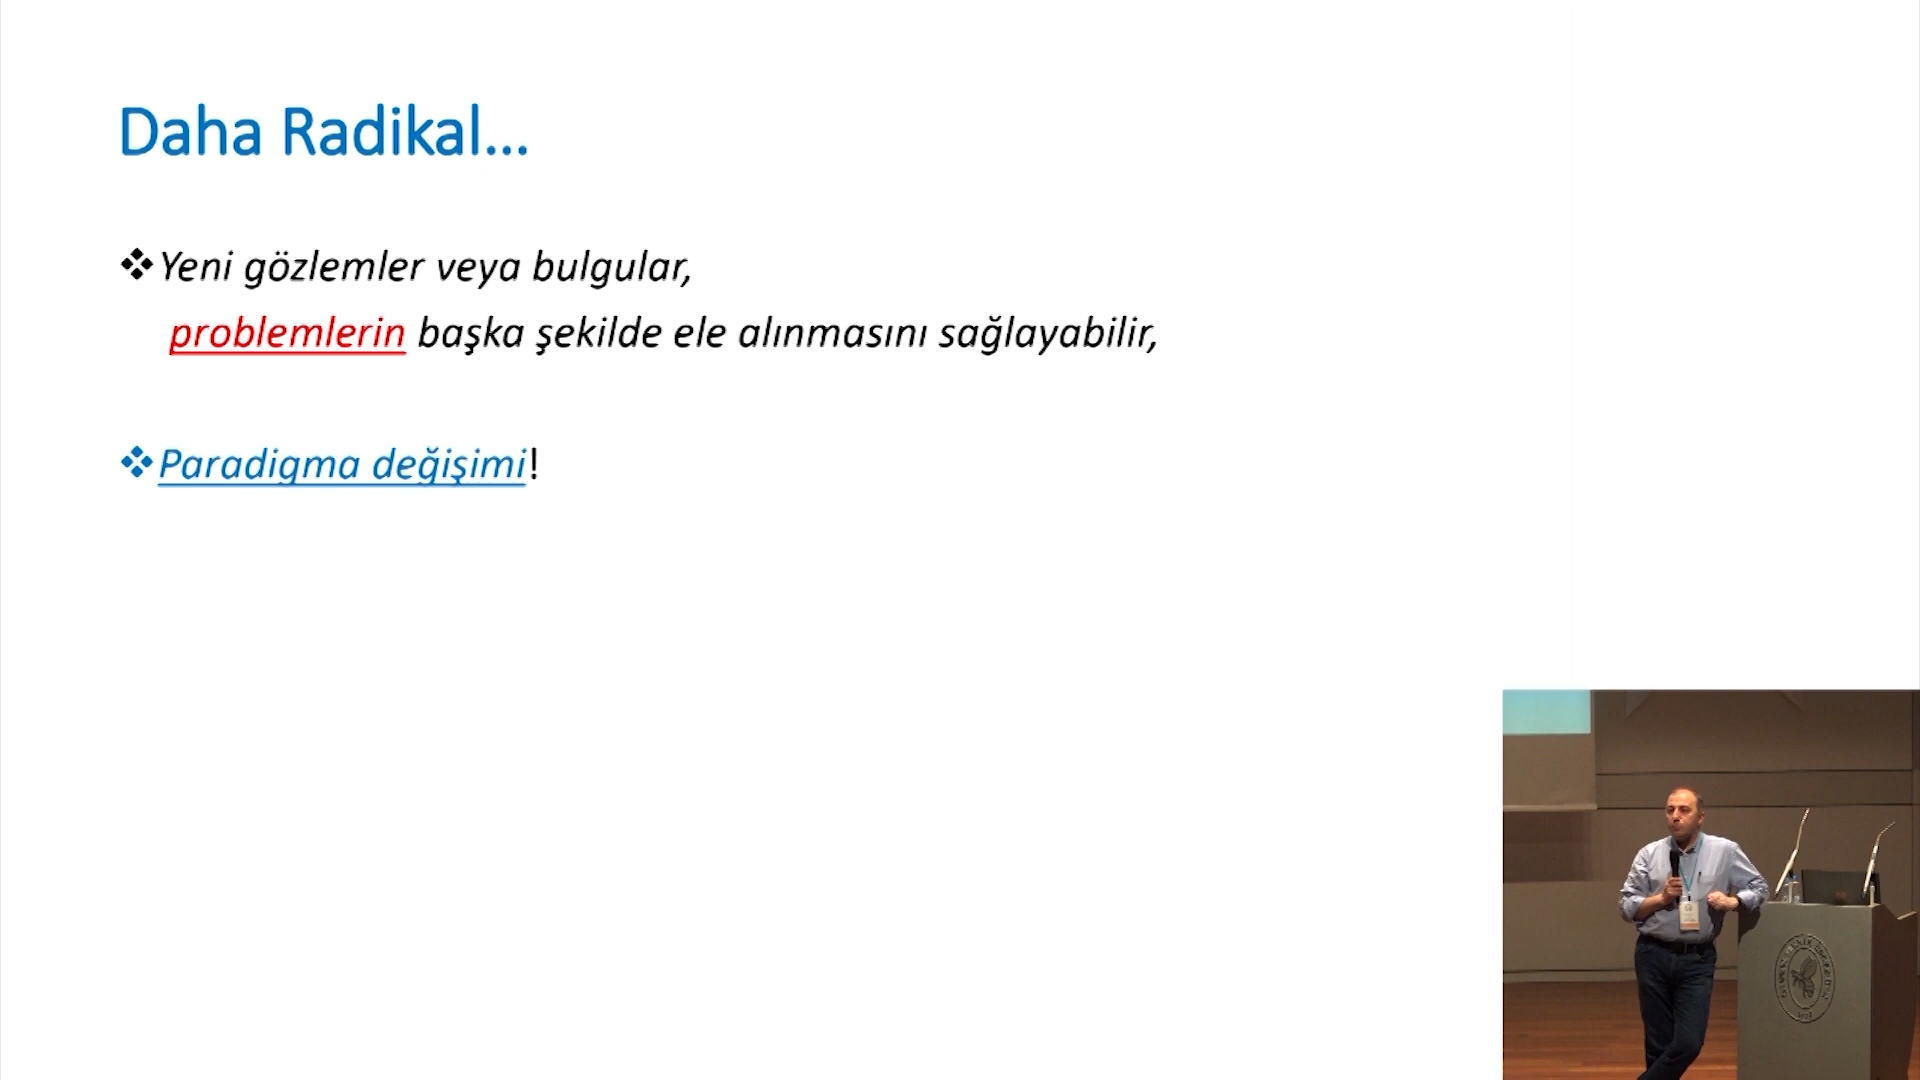 Daha Radikal...
❖Yeni gözlemler veya bulgular,
problemlerin başka şekilde ele alınmasını sağlayabilir,
❖Paradigma değişimi!